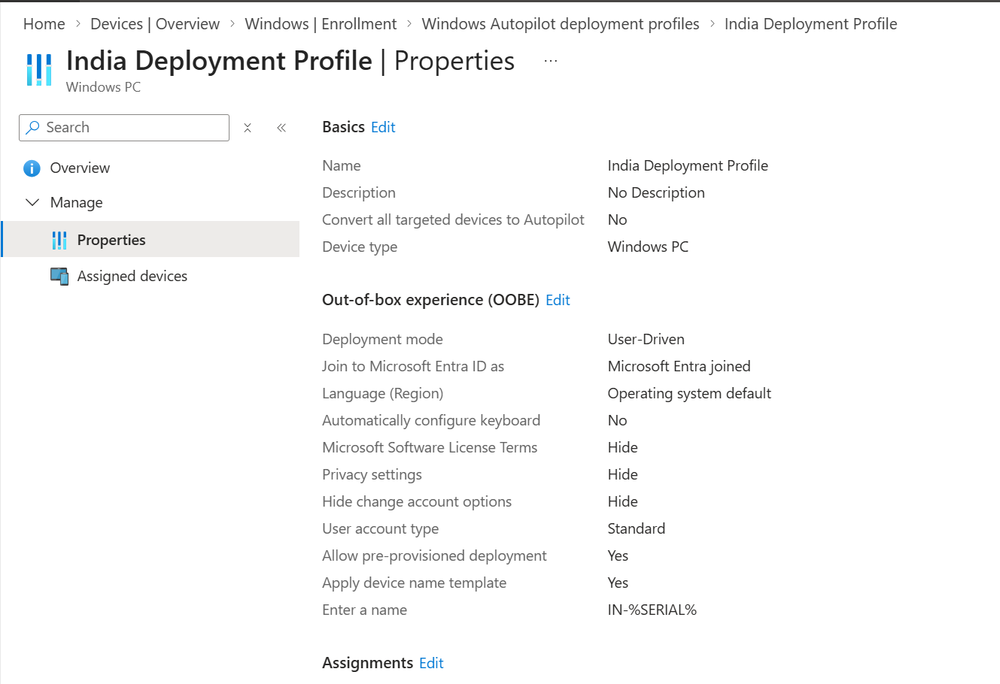 Home > Devices | Overview > Windows | Enrollment > Windows Autopilot deployment profiles > India Deployment Profile
India Deployment Profile | Properties ...
Windows PC
Search
Overview
Manage
Properties
Assigned devices
Basics Edit
Name India Deployment Profile
Description No Description
Convert all targeted devices to Autopilot No
Device type Windows PC
Out-of-box experience (OOBE) Edit
Deployment mode User-Driven
Join to Microsoft Entra ID as Microsoft Entra joined
Language (Region) Operating system default
Automatically configure keyboard No
Microsoft Software License Terms Hide
Privacy settings Hide
Hide change account options Hide
User account type Standard
Allow pre-provisioned deployment Yes
Apply device name template Yes
Enter a name IN-%SERIAL%
Assignments Edit